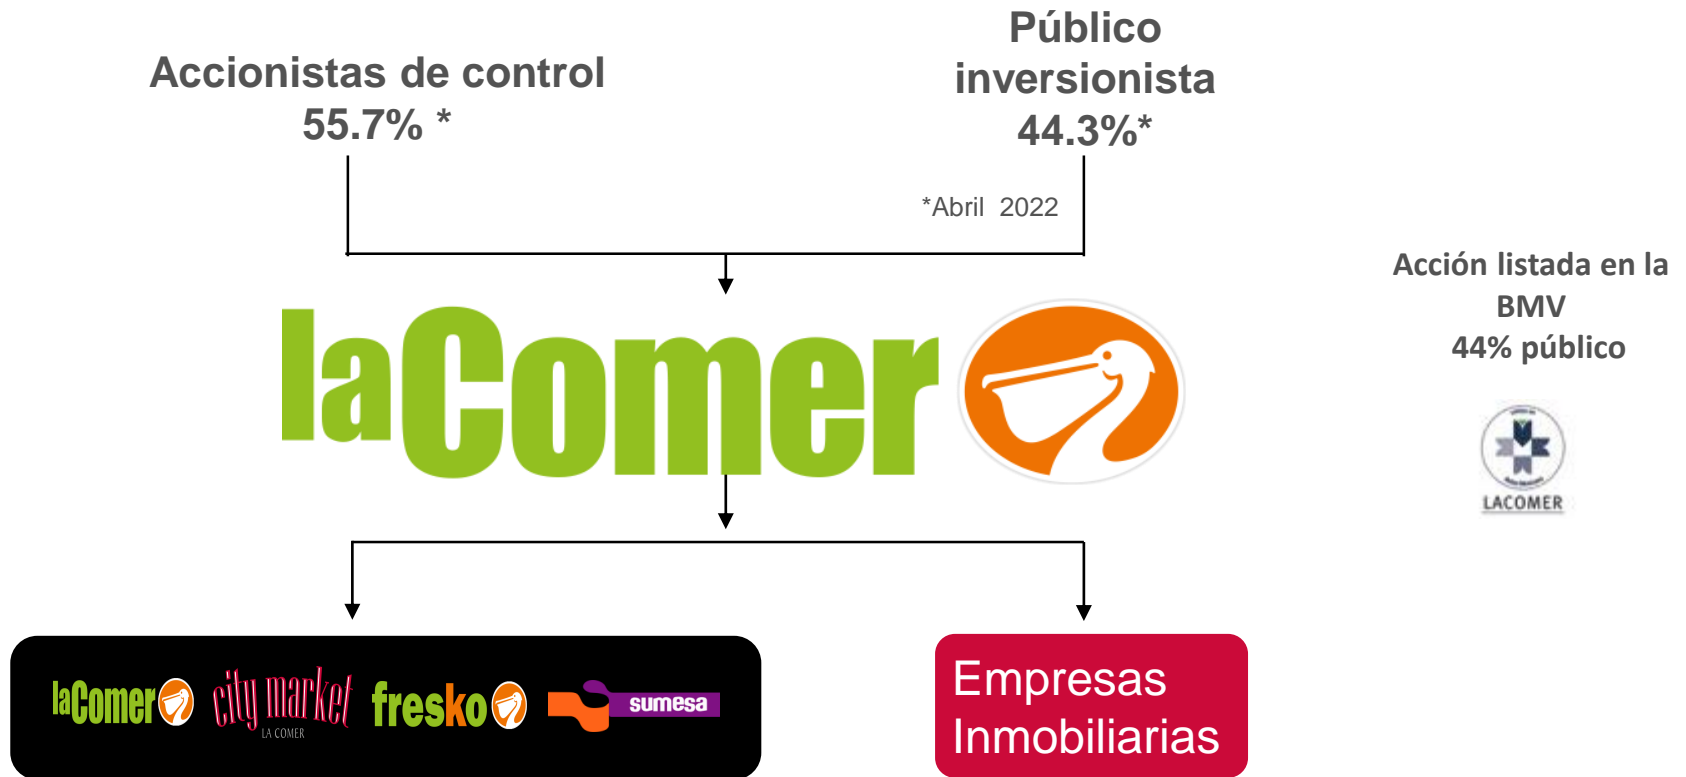 Accionistas de control
55.7% *
Público
inversionista
44.3%*
*Abril 2022
laComer
Acción listada en la
BMV
44% público
LACOMER
laComer
city market
LA COMER
fresko
sumesa
Empresas
Inmobiliarias